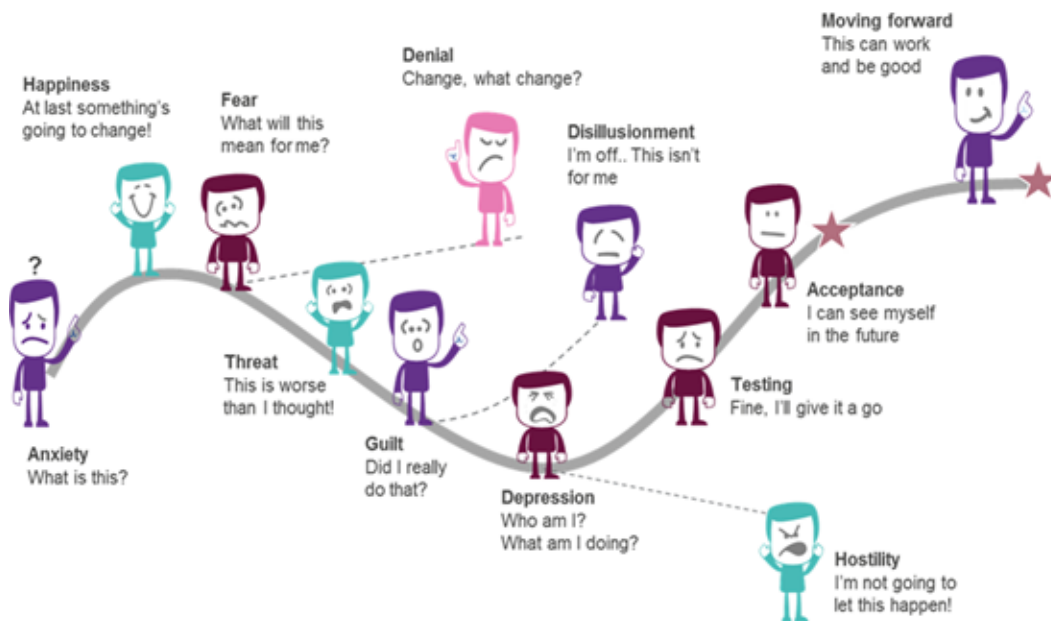 Happiness
At last something's
going to change!
Fear
What will this
mean for me?
Denial
Change, what change?
Disillusionment
I'm off.. This isn't
for me
Moving forward
This can work
and be good
?
Anxiety
What is this?
Threat
This is worse
than I thought!
Guilt
Did I really
do that?
Depression
Who am I?
What am I doing?
Hostility
I'm not going to
let this happen!
Testing
Fine, I'll give it a go
Acceptance
I can see myself
in the future